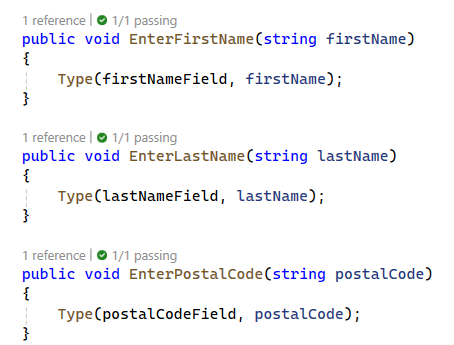 1 reference | 1/1 passing
public void EnterFirstName(string firstName)
{
Type(firstNameField, firstName);
}
1 reference | 1/1 passing
public void EnterLastName(string lastName)
{
Type(lastNameField, lastName);
}
1 reference | 1/1 passing
public void EnterPostalCode(string postalCode)
{
Type(postalCodeField, postalCode);
}